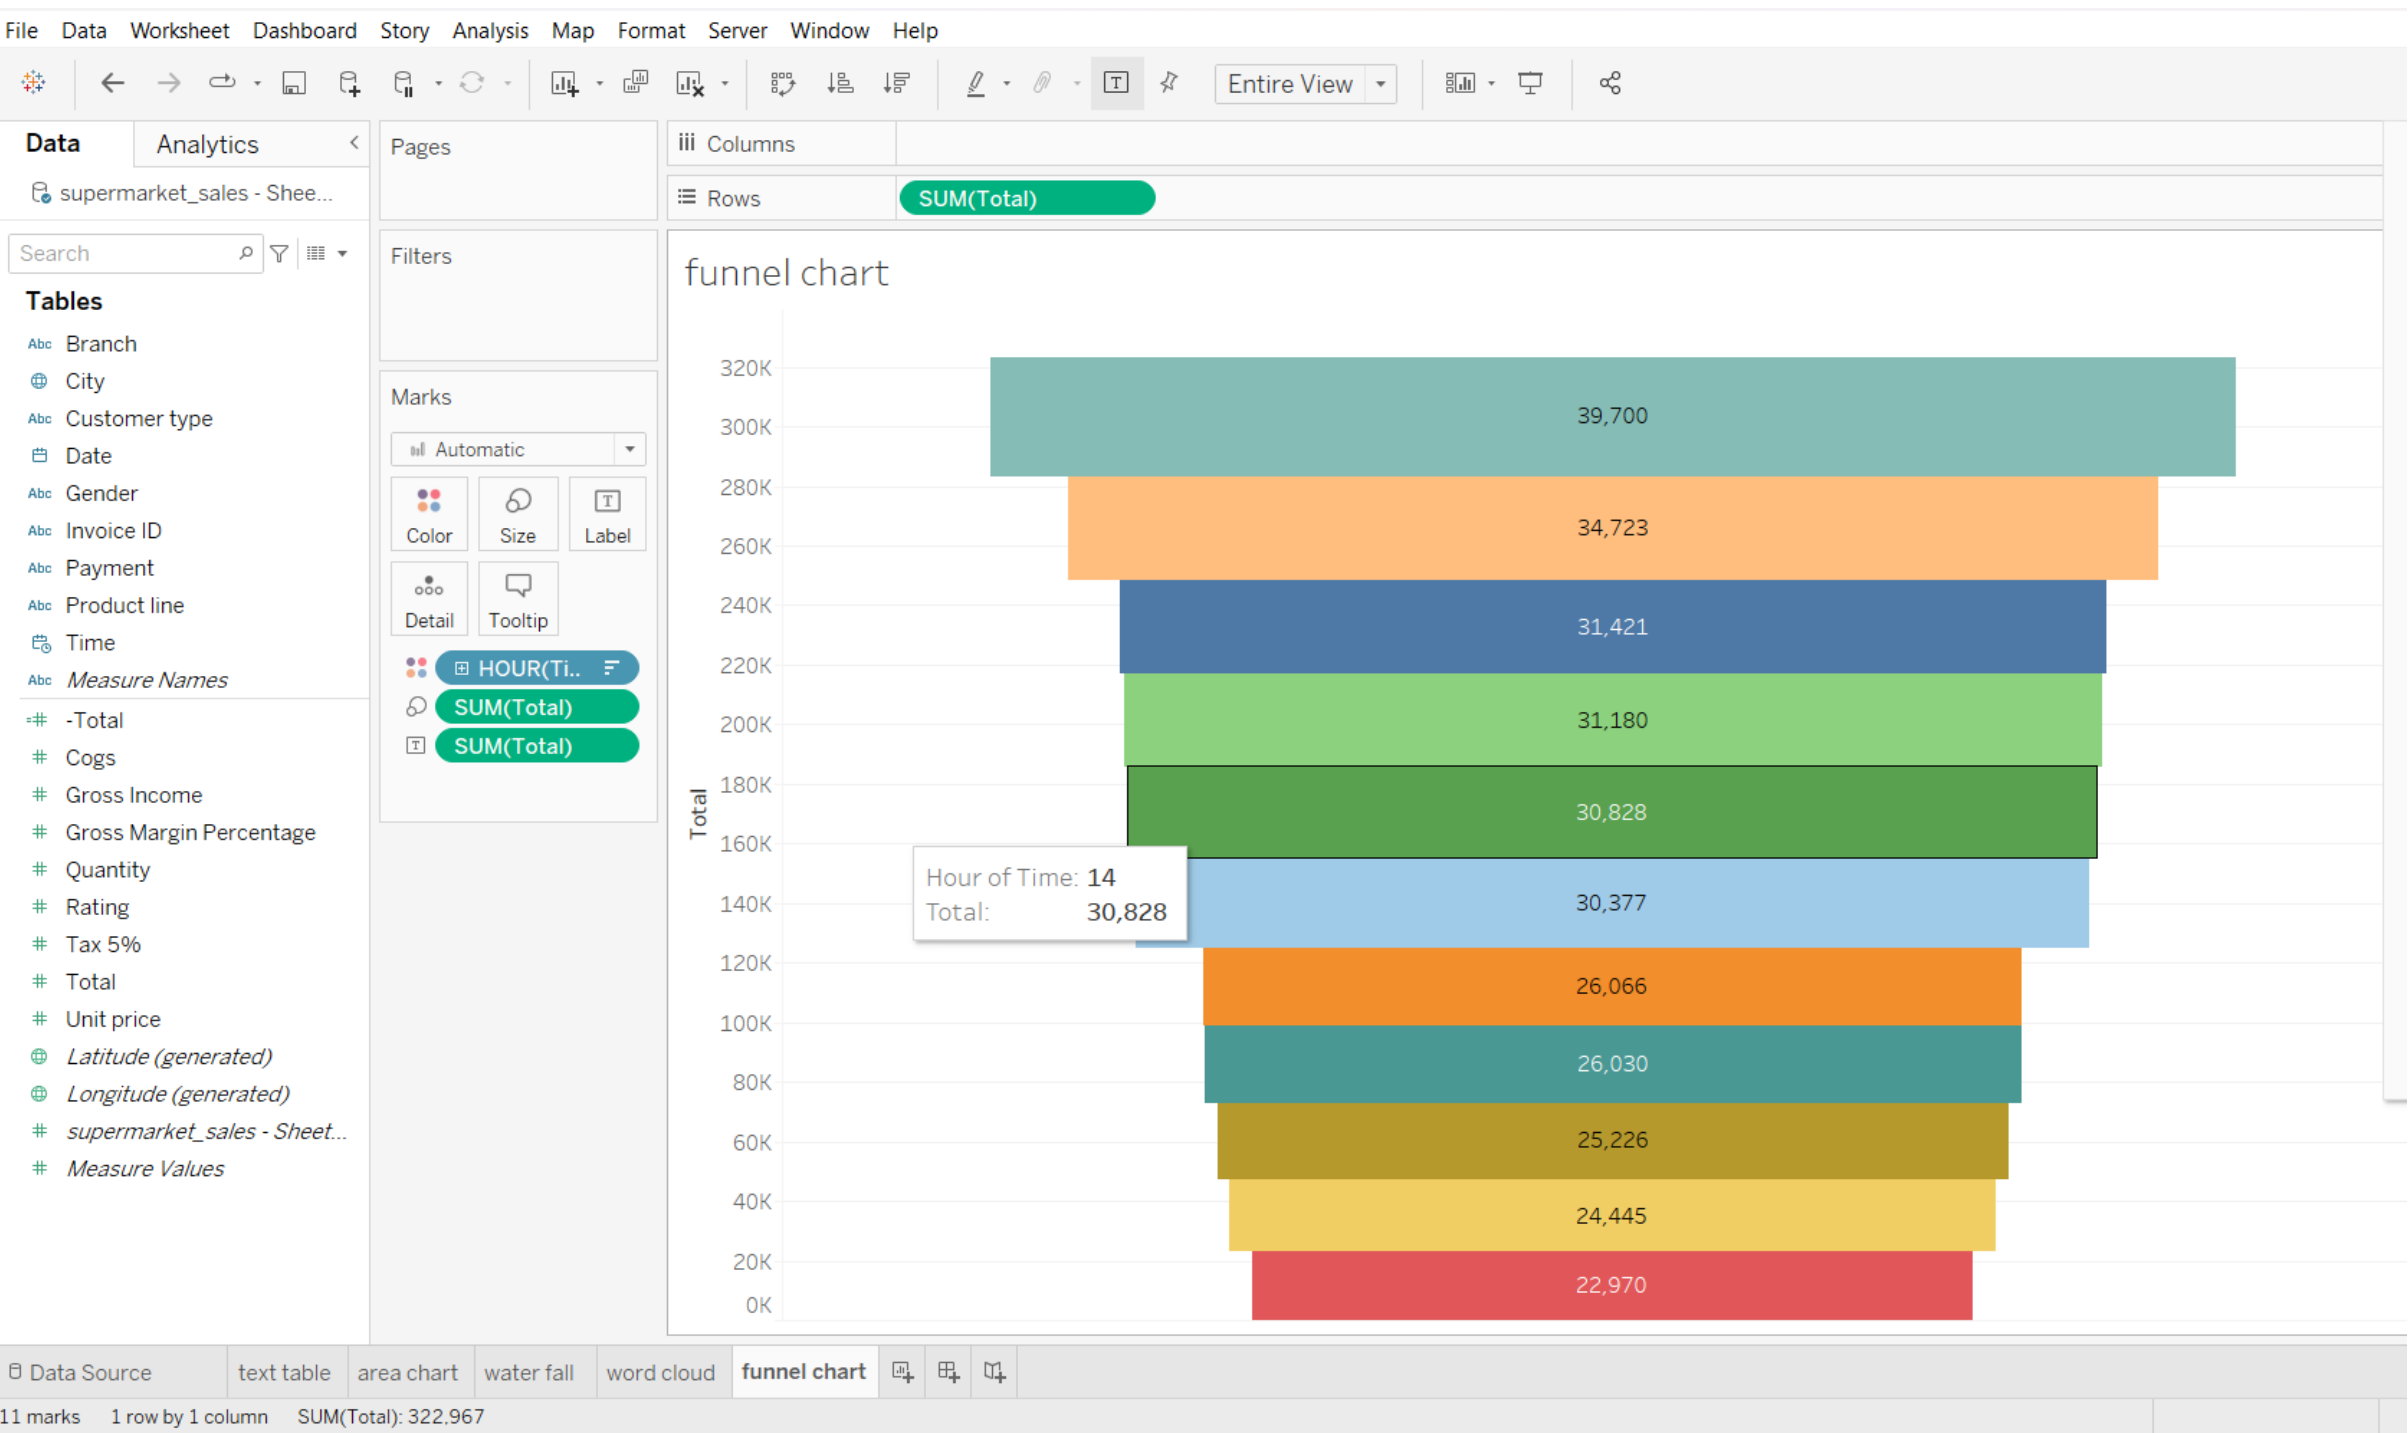 File Data Worksheet Dashboard Story Analysis Map Format Server Window Help
Entire View
Data Analytics
supermarket_sales - Shee...
Search
Tables
Abc Branch
City
Abc Customer type
Date
Abc Gender
Abc Invoice ID
Abc Payment
Abc Product line
Time
Abc Measure Names
=# -Total
# Cogs
# Gross Income
# Gross Margin Percentage
# Quantity
# Rating
# Tax 5%
# Total
# Unit price
Latitude (generated)
Longitude (generated)
# supermarket_sales - Sheet...
# Measure Values
Pages
Filters
Marks
Automatic
Color Size Label
Detail Tooltip
HOUR(Ti..
SUM(Total)
SUM(Total)
Columns
Rows SUM(Total)
funnel chart
Total
320K
300K
280K
260K
240K
220K
200K
180K
160K
140K
120K
100K
80K
60K
40K
20K
0K
39,700
34,723
31,421
31,180
30,828
30,377
26,066
26,030
25,226
24,445
22,970
Hour of Time: 14
Total: 30,828
Data Source text table area chart water fall word cloud funnel chart
11 marks 1 row by 1 column SUM(Total): 322,967